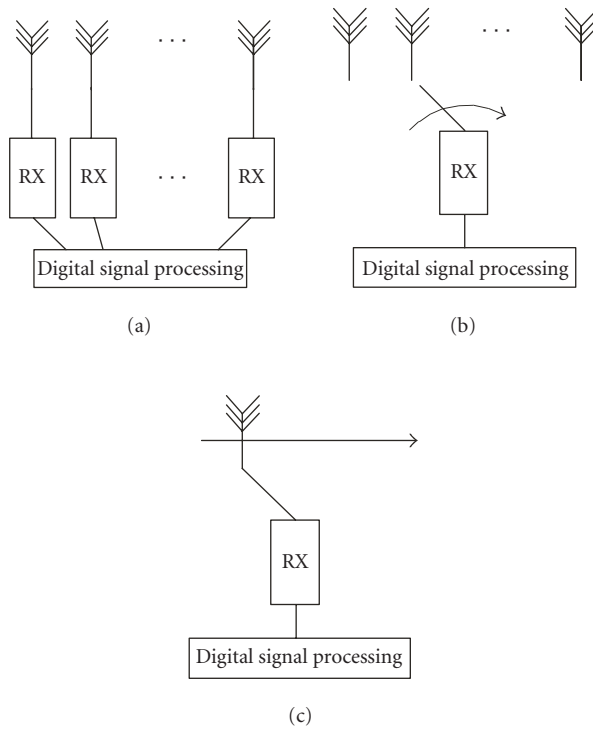 . . .
. . .
RX RX . . . RX
RX
Digital signal processing
Digital signal processing
(a)
(b)
RX
Digital signal processing
(c)